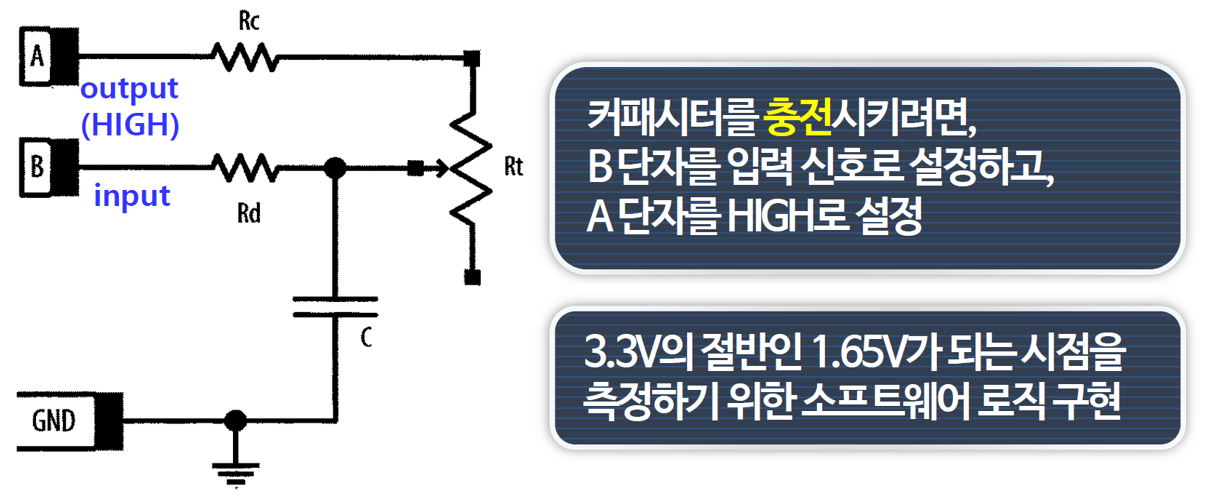 Rc
A
output
(HIGH)
B
input
Rd
Rt
C
GND
커패시터를 충전시키려면,
B 단자를 입력 신호로 설정하고,
A 단자를 HIGH로 설정
3.3V의 절반인 1.65V가 되는 시점을
측정하기 위한 소프트웨어 로직 구현